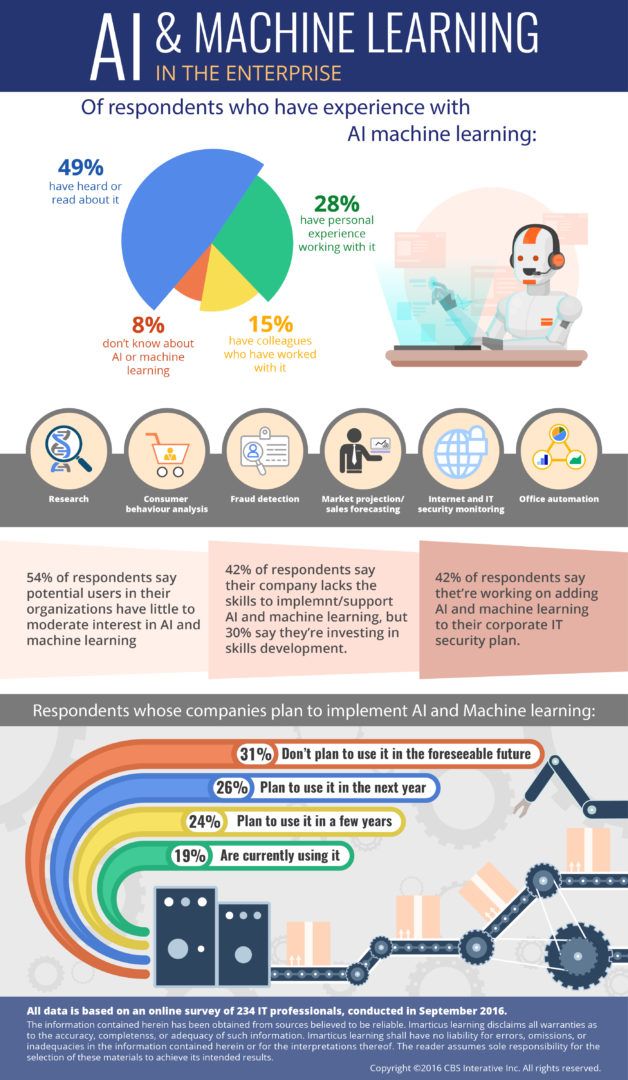 AI & MACHINE LEARNING
IN THE ENTERPRISE
Of respondents who have experience with
AI machine learning:
49%
have heard or
read about it
28%
have personal
experience
working with it
8%
don't know about
AI or machine
learning
15%
have colleagues
who have worked
with it
Research
Consumer
behaviour analysis
Fraud detection
Market projection/
sales forecasting
Internet and IT
security monitoring
Office automation
54% of respondents say
potential users in their
organizations have little to
moderate interest in AI and
machine learning
42% of respondents say
their company lacks the
skills to implemnt/support
AI and machine learning, but
30% say they're investing in
skills development.
42% of respondents say
thet're working on adding
AI and machine learning
to their corporate IT
security plan.
Respondents whose companies plan to implement AI and Machine learning:
31% Don't plan to use it in the foreseeable future
26% Plan to use it in the next year
24% Plan to use it in a few years
19% Are currently using it
All data is based on an online survey of 234 IT professionals, conducted in September 2016.
The information contained herein has been obtained from sources believed to be reliable. Imarticus learning disclaims all warranties as
to the accuracy, completenss, or adequacy of such information. Imarticus learning shall have no liability for errors, omissions, or
inadequacies in the information contained herein or for the interpretations thereof. The reader assumes sole responsibility for the
selection of these materials to achieve its intended results.
Copyright ©2016 CBS Interative Inc. All rights reserved.